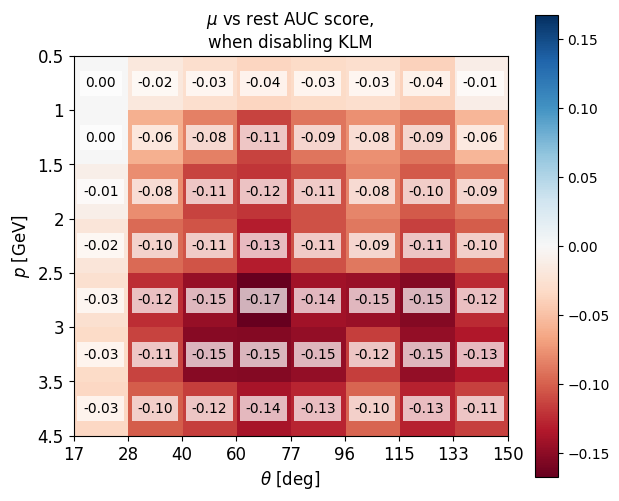 μ vs rest AUC score,
when disabling KLM
0.5
0.00 -0.02 -0.03 -0.04 -0.03 -0.03 -0.04 -0.01
1
0.00 -0.06 -0.08 -0.11 -0.09 -0.08 -0.09 -0.06
1.5
-0.01 -0.08 -0.11 -0.12 -0.11 -0.08 -0.10 -0.09
2
-0.02 -0.10 -0.11 -0.13 -0.11 -0.09 -0.11 -0.10
2.5
-0.03 -0.12 -0.15 -0.17 -0.14 -0.15 -0.15 -0.12
3
-0.03 -0.11 -0.15 -0.15 -0.15 -0.12 -0.15 -0.13
3.5
-0.03 -0.10 -0.12 -0.14 -0.13 -0.10 -0.13 -0.11
4.5
p [GeV]
17 28 40 60 77 96 115 133 150
θ [deg]
0.15
0.10
0.05
0.00
−0.05
−0.10
−0.15